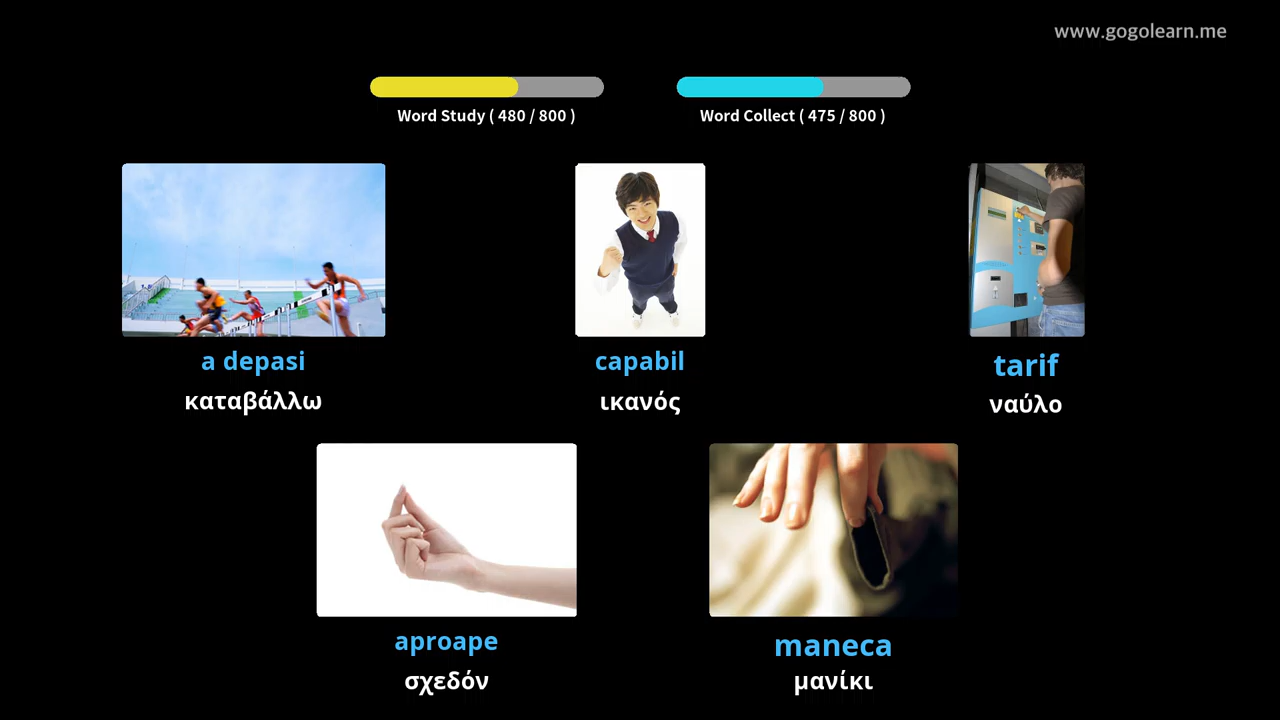 www.gogolearn.me
Word Study ( 480 / 800 )
Word Collect ( 475 / 800 )
a depasi
καταβάλλω
capabil
ικανός
tarif
ναύλο
aproape
σχεδόν
maneca
μανίκι